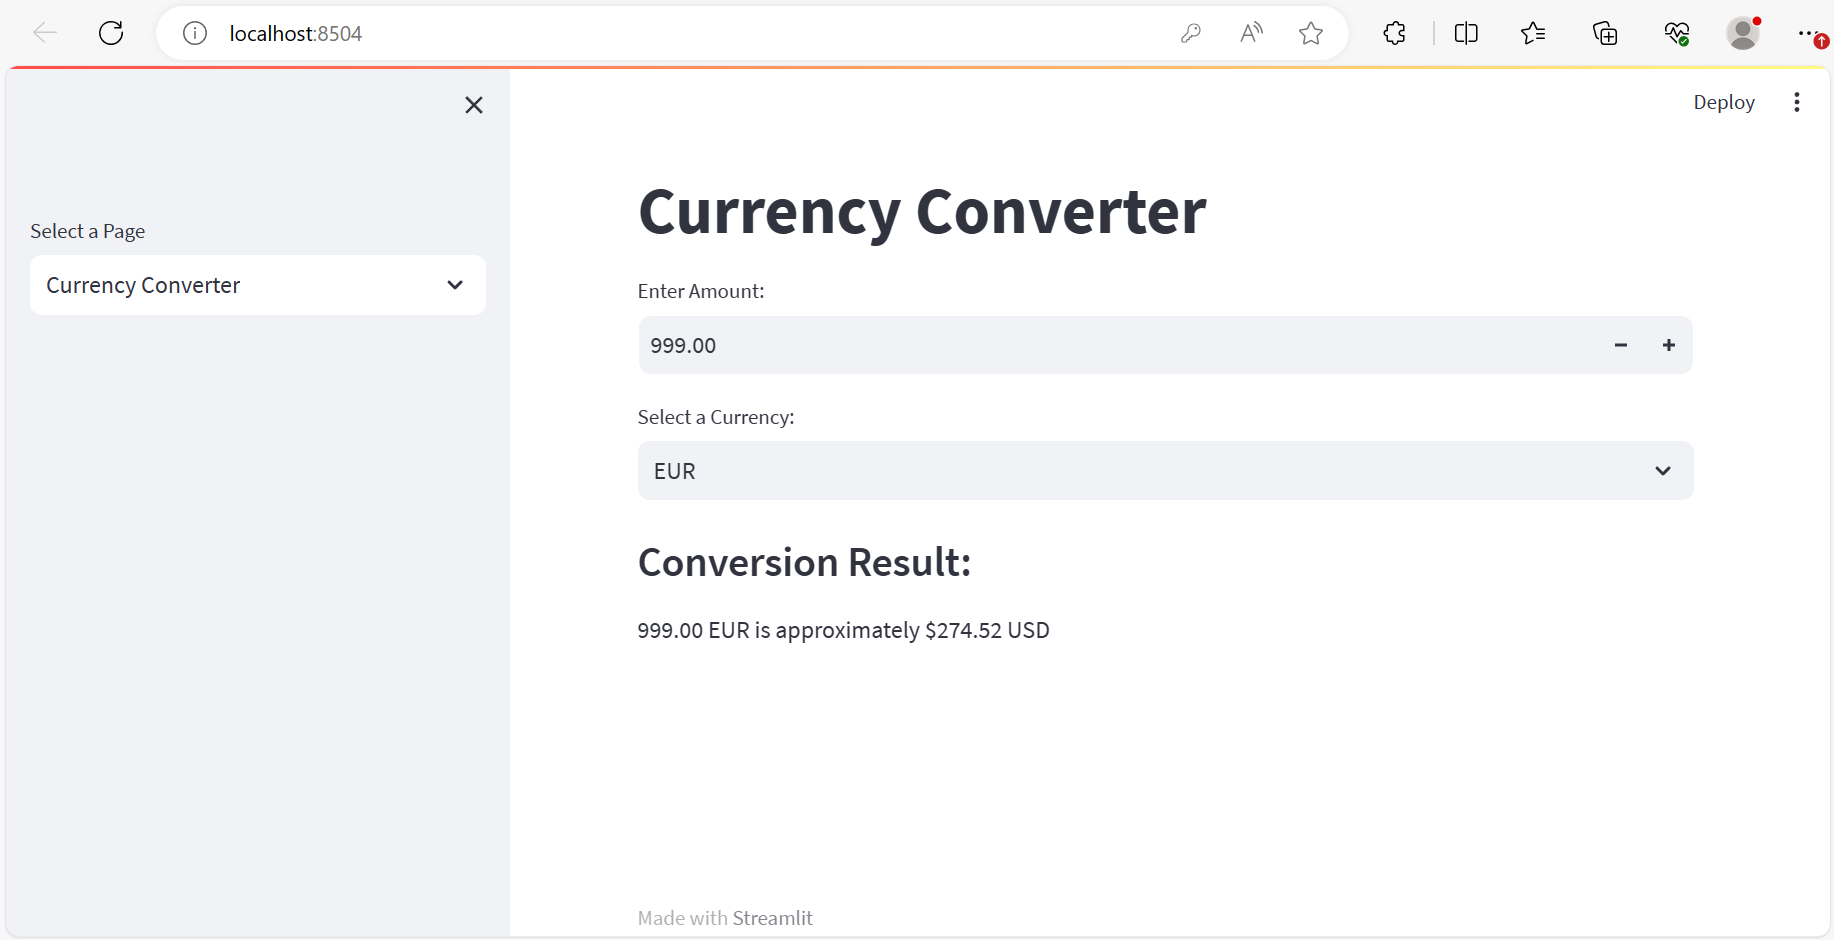 localhost:8504
Deploy
Select a Page
Currency Converter
Currency Converter
Enter Amount:
999.00
Select a Currency:
EUR
Conversion Result:
999.00 EUR is approximately $274.52 USD
Made with Streamlit